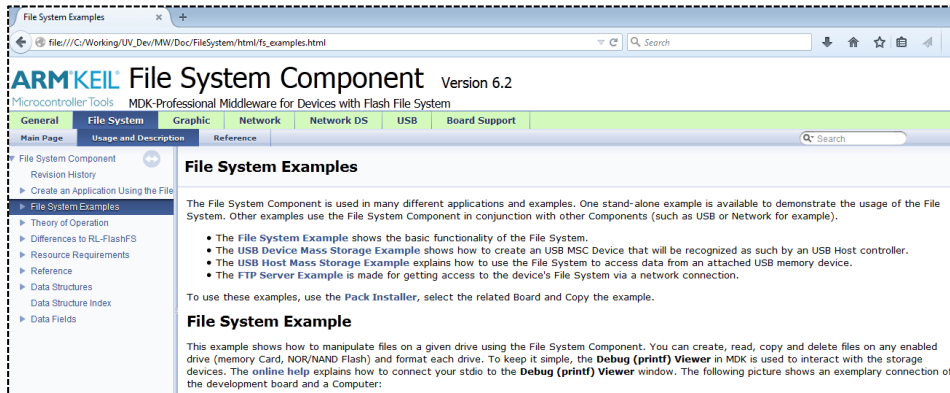 File System Examples × +
file:///C:/Working/UV_Dev/MW/Doc/FileSystem/html/fs_examples.html Search
ARM®KEIL® File System Component Version 6.2
Microcontroller Tools MDK-Professional Middleware for Devices with Flash File System
General File System Graphic Network Network DS USB Board Support
Main Page Usage and Description Reference Search
File System Component
Revision History
Create an Application Using the File
File System Examples
Theory of Operation
Differences to RL-FlashFS
Resource Requirements
Reference
Data Structures
Data Structure Index
Data Fields
File System Examples
The File System Component is used in many different applications and examples. One stand-alone example is available to demonstrate the usage of the File
System. Other examples use the File System Component in conjunction with other Components (such as USB or Network for example).
• The File System Example shows the basic functionality of the File System.
• The USB Device Mass Storage Example shows how to create an USB MSC Device that will be recognized as such by an USB Host controller.
• The USB Host Mass Storage Example explains how to use the File System to access data from an attached USB memory device.
• The FTP Server Example is made for getting access to the device's File System via a network connection.
To use these examples, use the Pack Installer, select the related Board and Copy the example.
File System Example
This example shows how to manipulate files on a given drive using the File System Component. You can create, read, copy and delete files on any enabled
drive (memory Card, NOR/NAND Flash) and format each drive. To keep it simple, the Debug (printf) Viewer in MDK is used to interact with the storage
devices. The online help explains how to connect your stdio to the Debug (printf) Viewer window. The following picture shows an exemplary connection of
the development board and a Computer: